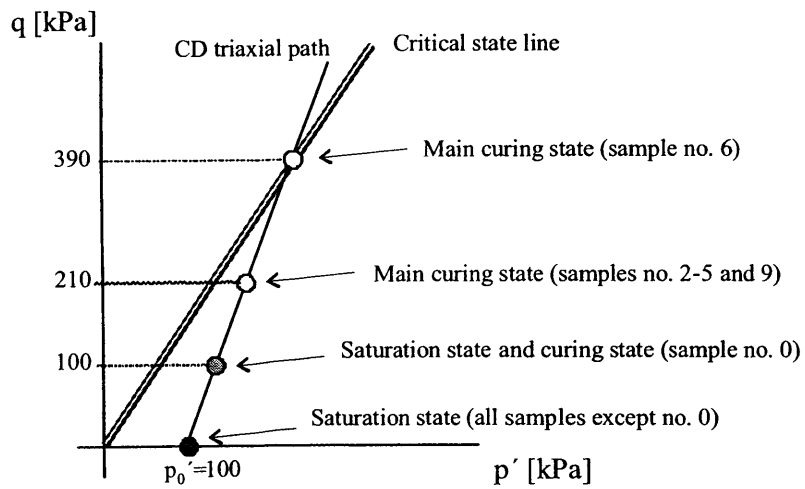 q [kPa]
CD triaxial path
Critical state line
390
Main curing state (sample no. 6)
210
Main curing state (samples no. 2-5 and 9)
100
Saturation state and curing state (sample no. 0)
Saturation state (all samples except no. 0)
p₀´=100
p´ [kPa]